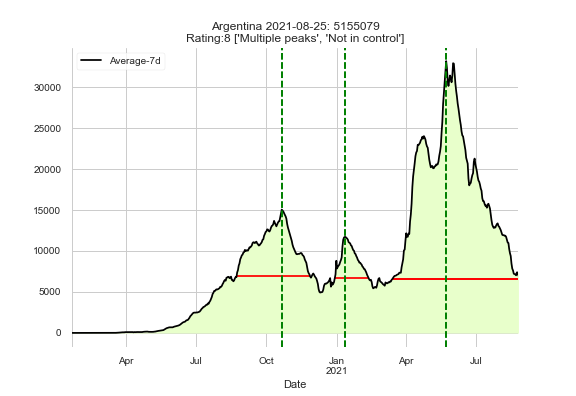 Argentina 2021-08-25: 5155079
Rating:8 ['Multiple peaks', 'Not in control']
Average-7d
30000
25000
20000
15000
10000
5000
0
Apr Jul Oct Jan Apr Jul
2021
Date